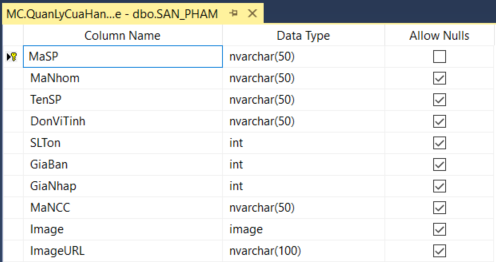 MC.QuanLyCuaHan...e - dbo.SAN_PHAM
Column Name Data Type Allow Nulls
MaSP nvarchar(50)
MaNhom nvarchar(50)
TenSP nvarchar(50)
DonViTinh nvarchar(50)
SLTon int
GiaBan int
GiaNhap int
MaNCC nvarchar(50)
Image image
ImageURL nvarchar(100)